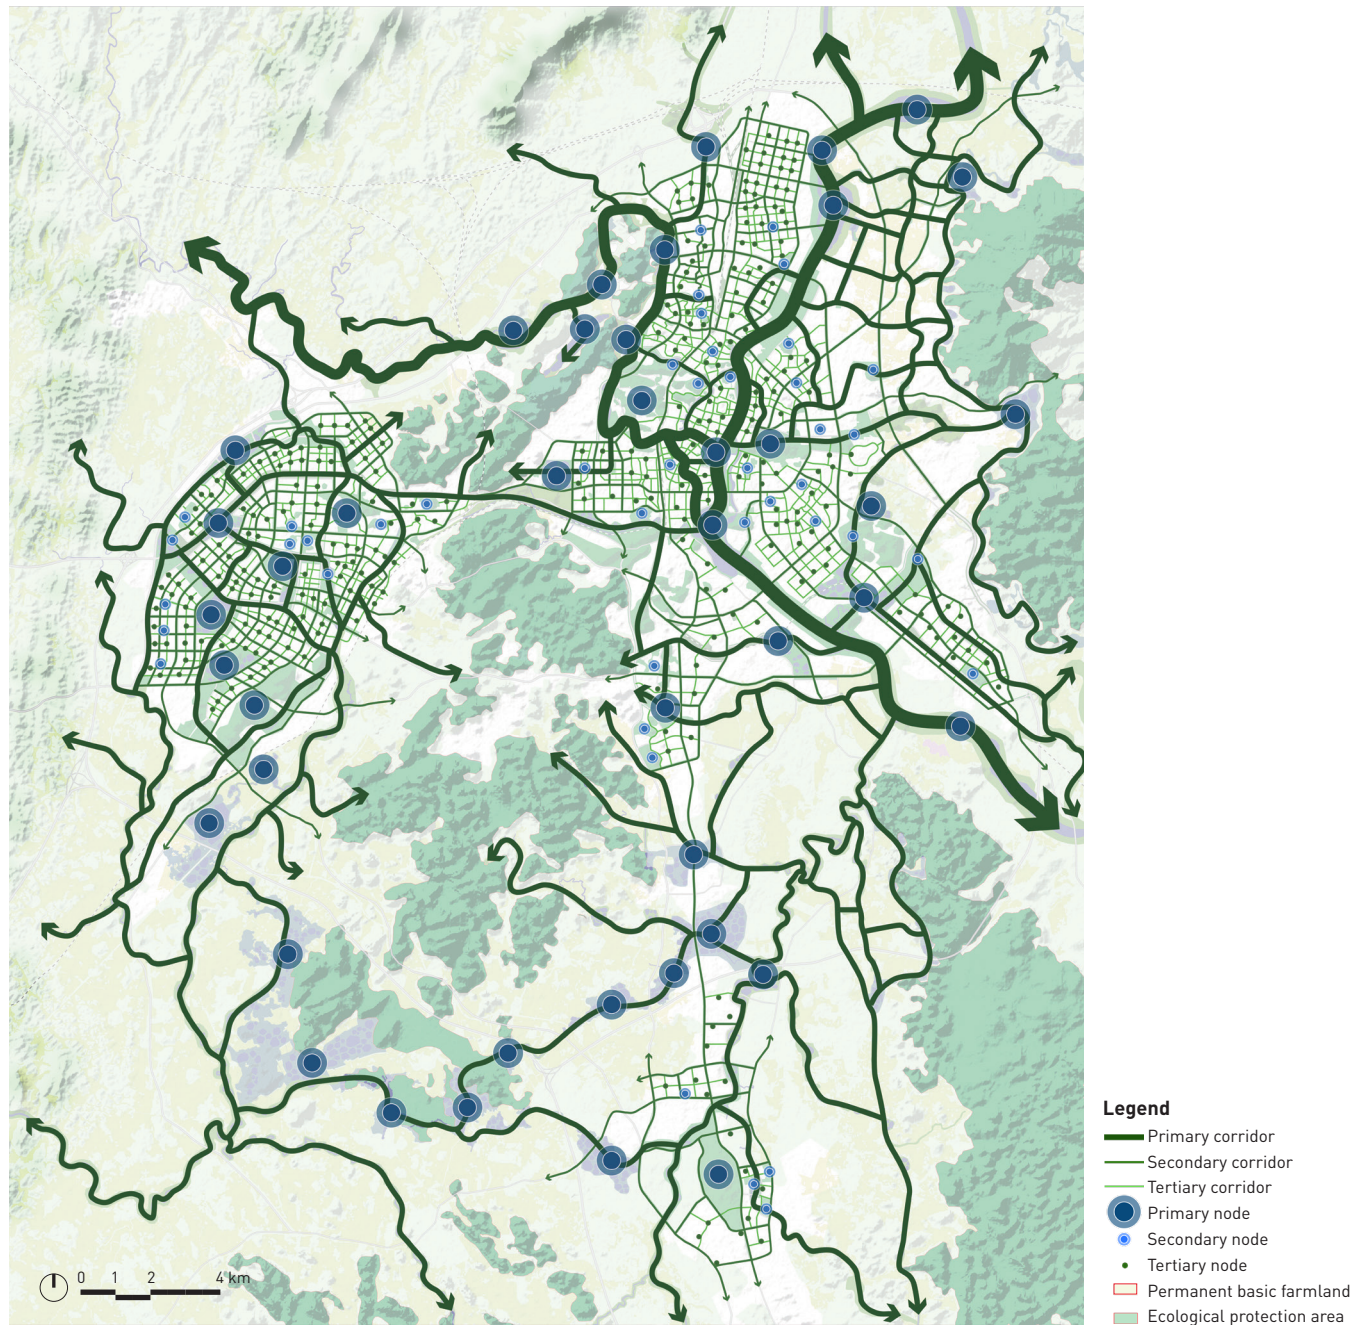 Legend
Primary corridor
Secondary corridor
Tertiary corridor
Primary node
Secondary node
Tertiary node
Permanent basic farmland
Ecological protection area
0 1 2 4 km